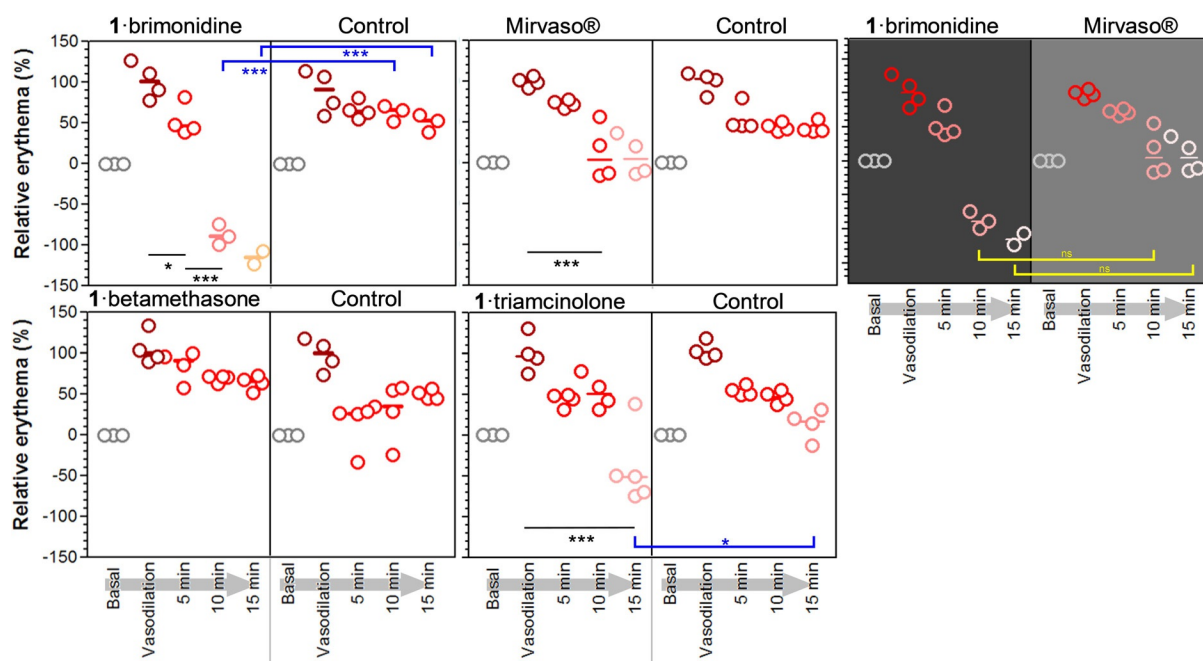 1·brimonidine
Control
Mirvaso®
Control
1·brimonidine
Mirvaso®
Relative erythema (%)
150
100
50
0
-50
-100
-150
***
***
*
***
***
ns
ns
Basal
Vasodilation
5 min
10 min
15 min
Basal
Vasodilation
5 min
10 min
15 min
1·betamethasone
Control
1·triamcinolone
Control
Relative erythema (%)
150
100
50
0
-50
-100
-150
***
*
Basal
Vasodilation
5 min
10 min
15 min
Basal
Vasodilation
5 min
10 min
15 min
Basal
Vasodilation
5 min
10 min
15 min
Basal
Vasodilation
5 min
10 min
15 min